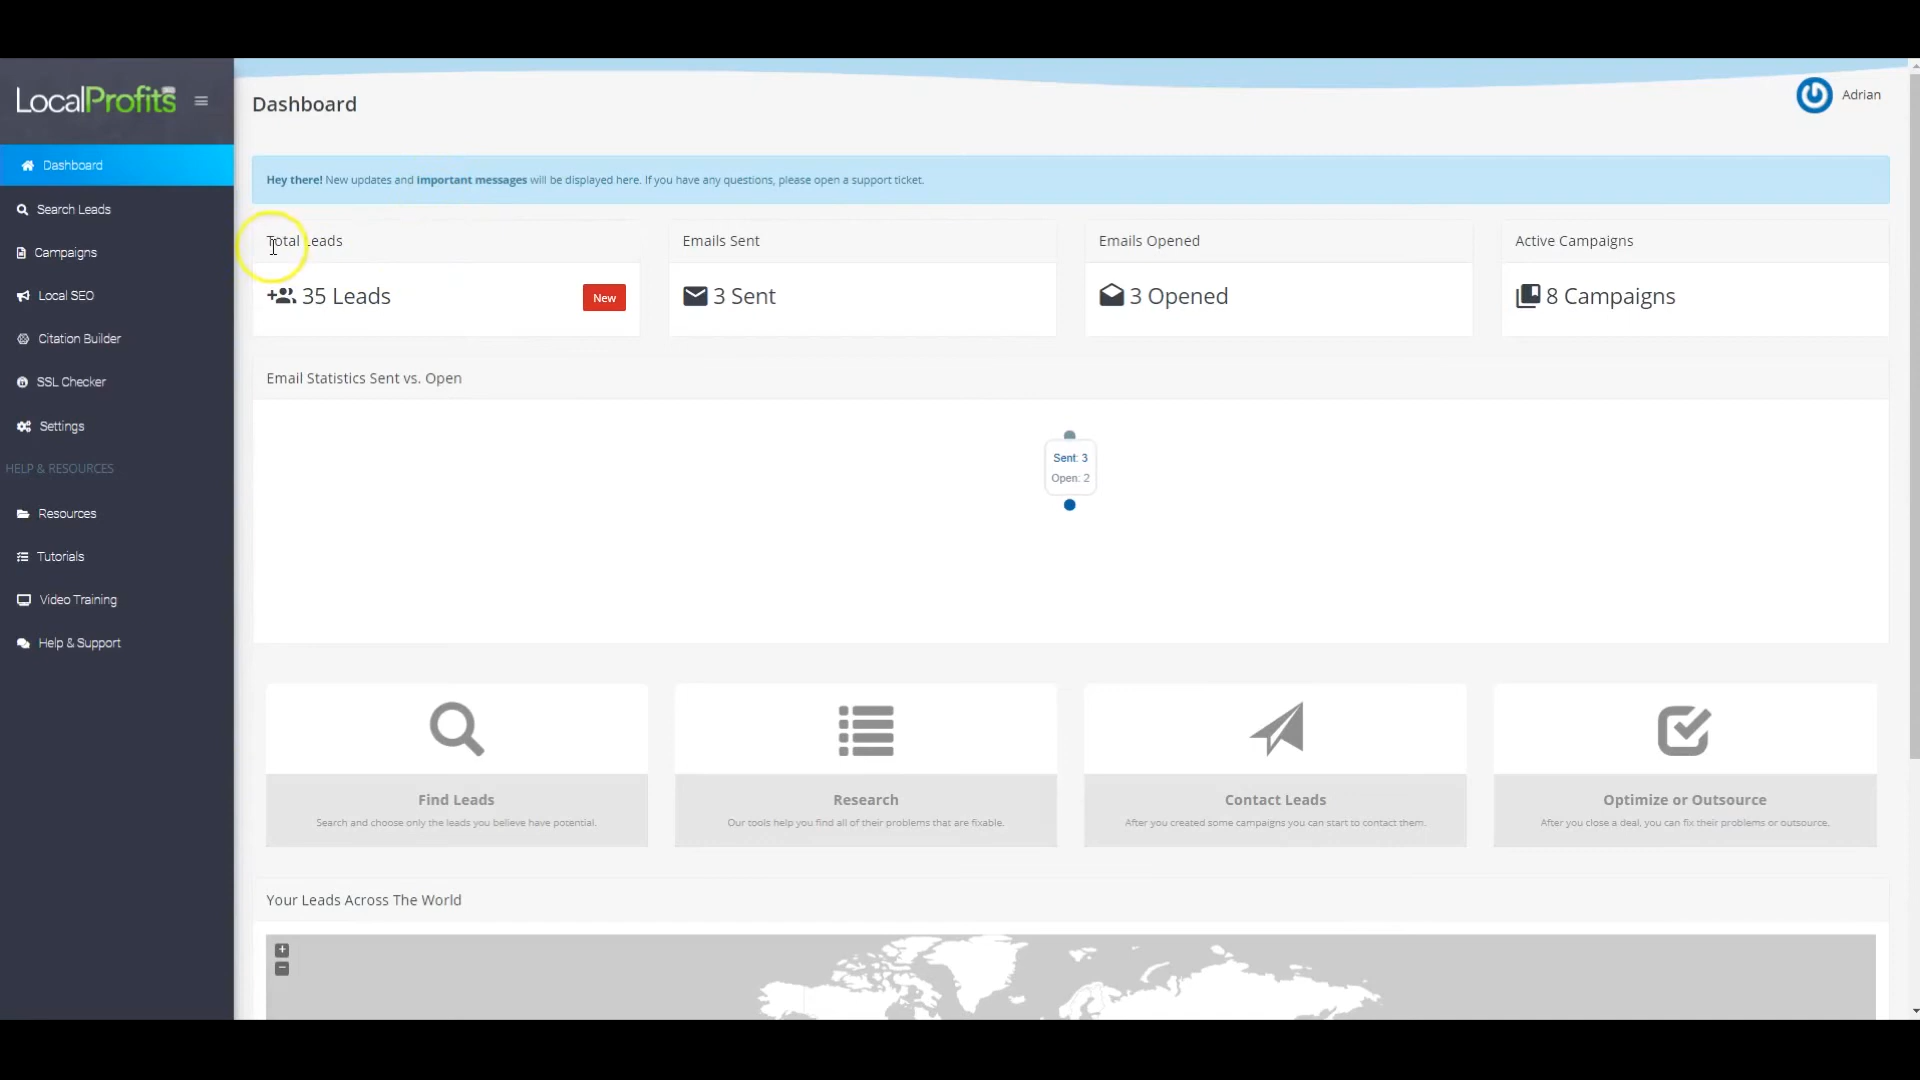 LocalProfits
Dashboard
Adrian
Dashboard
Hey there! New updates and important messages will be displayed here. If you have any questions, please open a support ticket.
Search Leads
Campaigns
Local SEO
Citation Builder
SSL Checker
Settings
HELP & RESOURCES
Resources
Tutorials
Video Training
Help & Support
Total Leads
35 Leads
New
Emails Sent
3 Sent
Emails Opened
3 Opened
Active Campaigns
8 Campaigns
Email Statistics Sent vs. Open
Sent: 3
Open: 2
Find Leads
Search and choose only the leads you believe have potential.
Research
Our tools help you find all of their problems that are fixable.
Contact Leads
After you created some campaigns you can start to contact them.
Optimize or Outsource
After you close a deal, you can fix their problems or outsource.
Your Leads Across The World
+
−